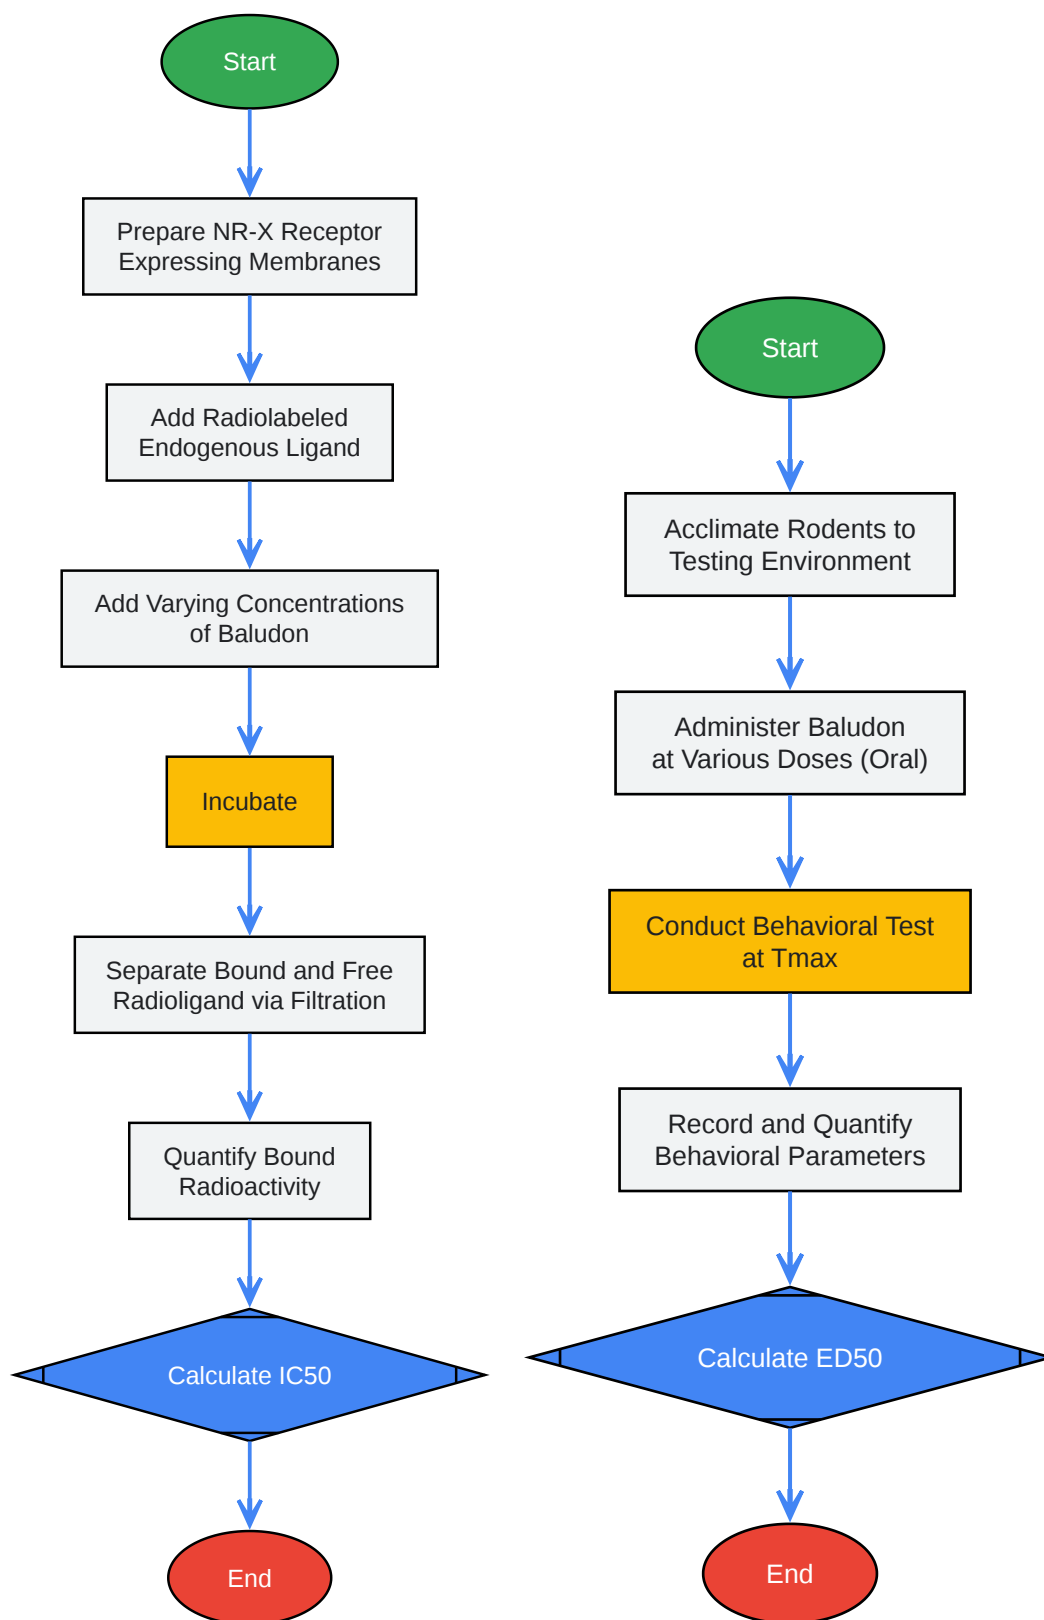 Start
Prepare NR-X Receptor
Expressing Membranes
Add Radiolabeled
Endogenous Ligand
Add Varying Concentrations
of Baludon
Incubate
Separate Bound and Free
Radioligand via Filtration
Quantify Bound
Radioactivity
Calculate IC50
End
Start
Acclimate Rodents to
Testing Environment
Administer Baludon
at Various Doses (Oral)
Conduct Behavioral Test
at Tmax
Record and Quantify
Behavioral Parameters
Calculate ED50
End